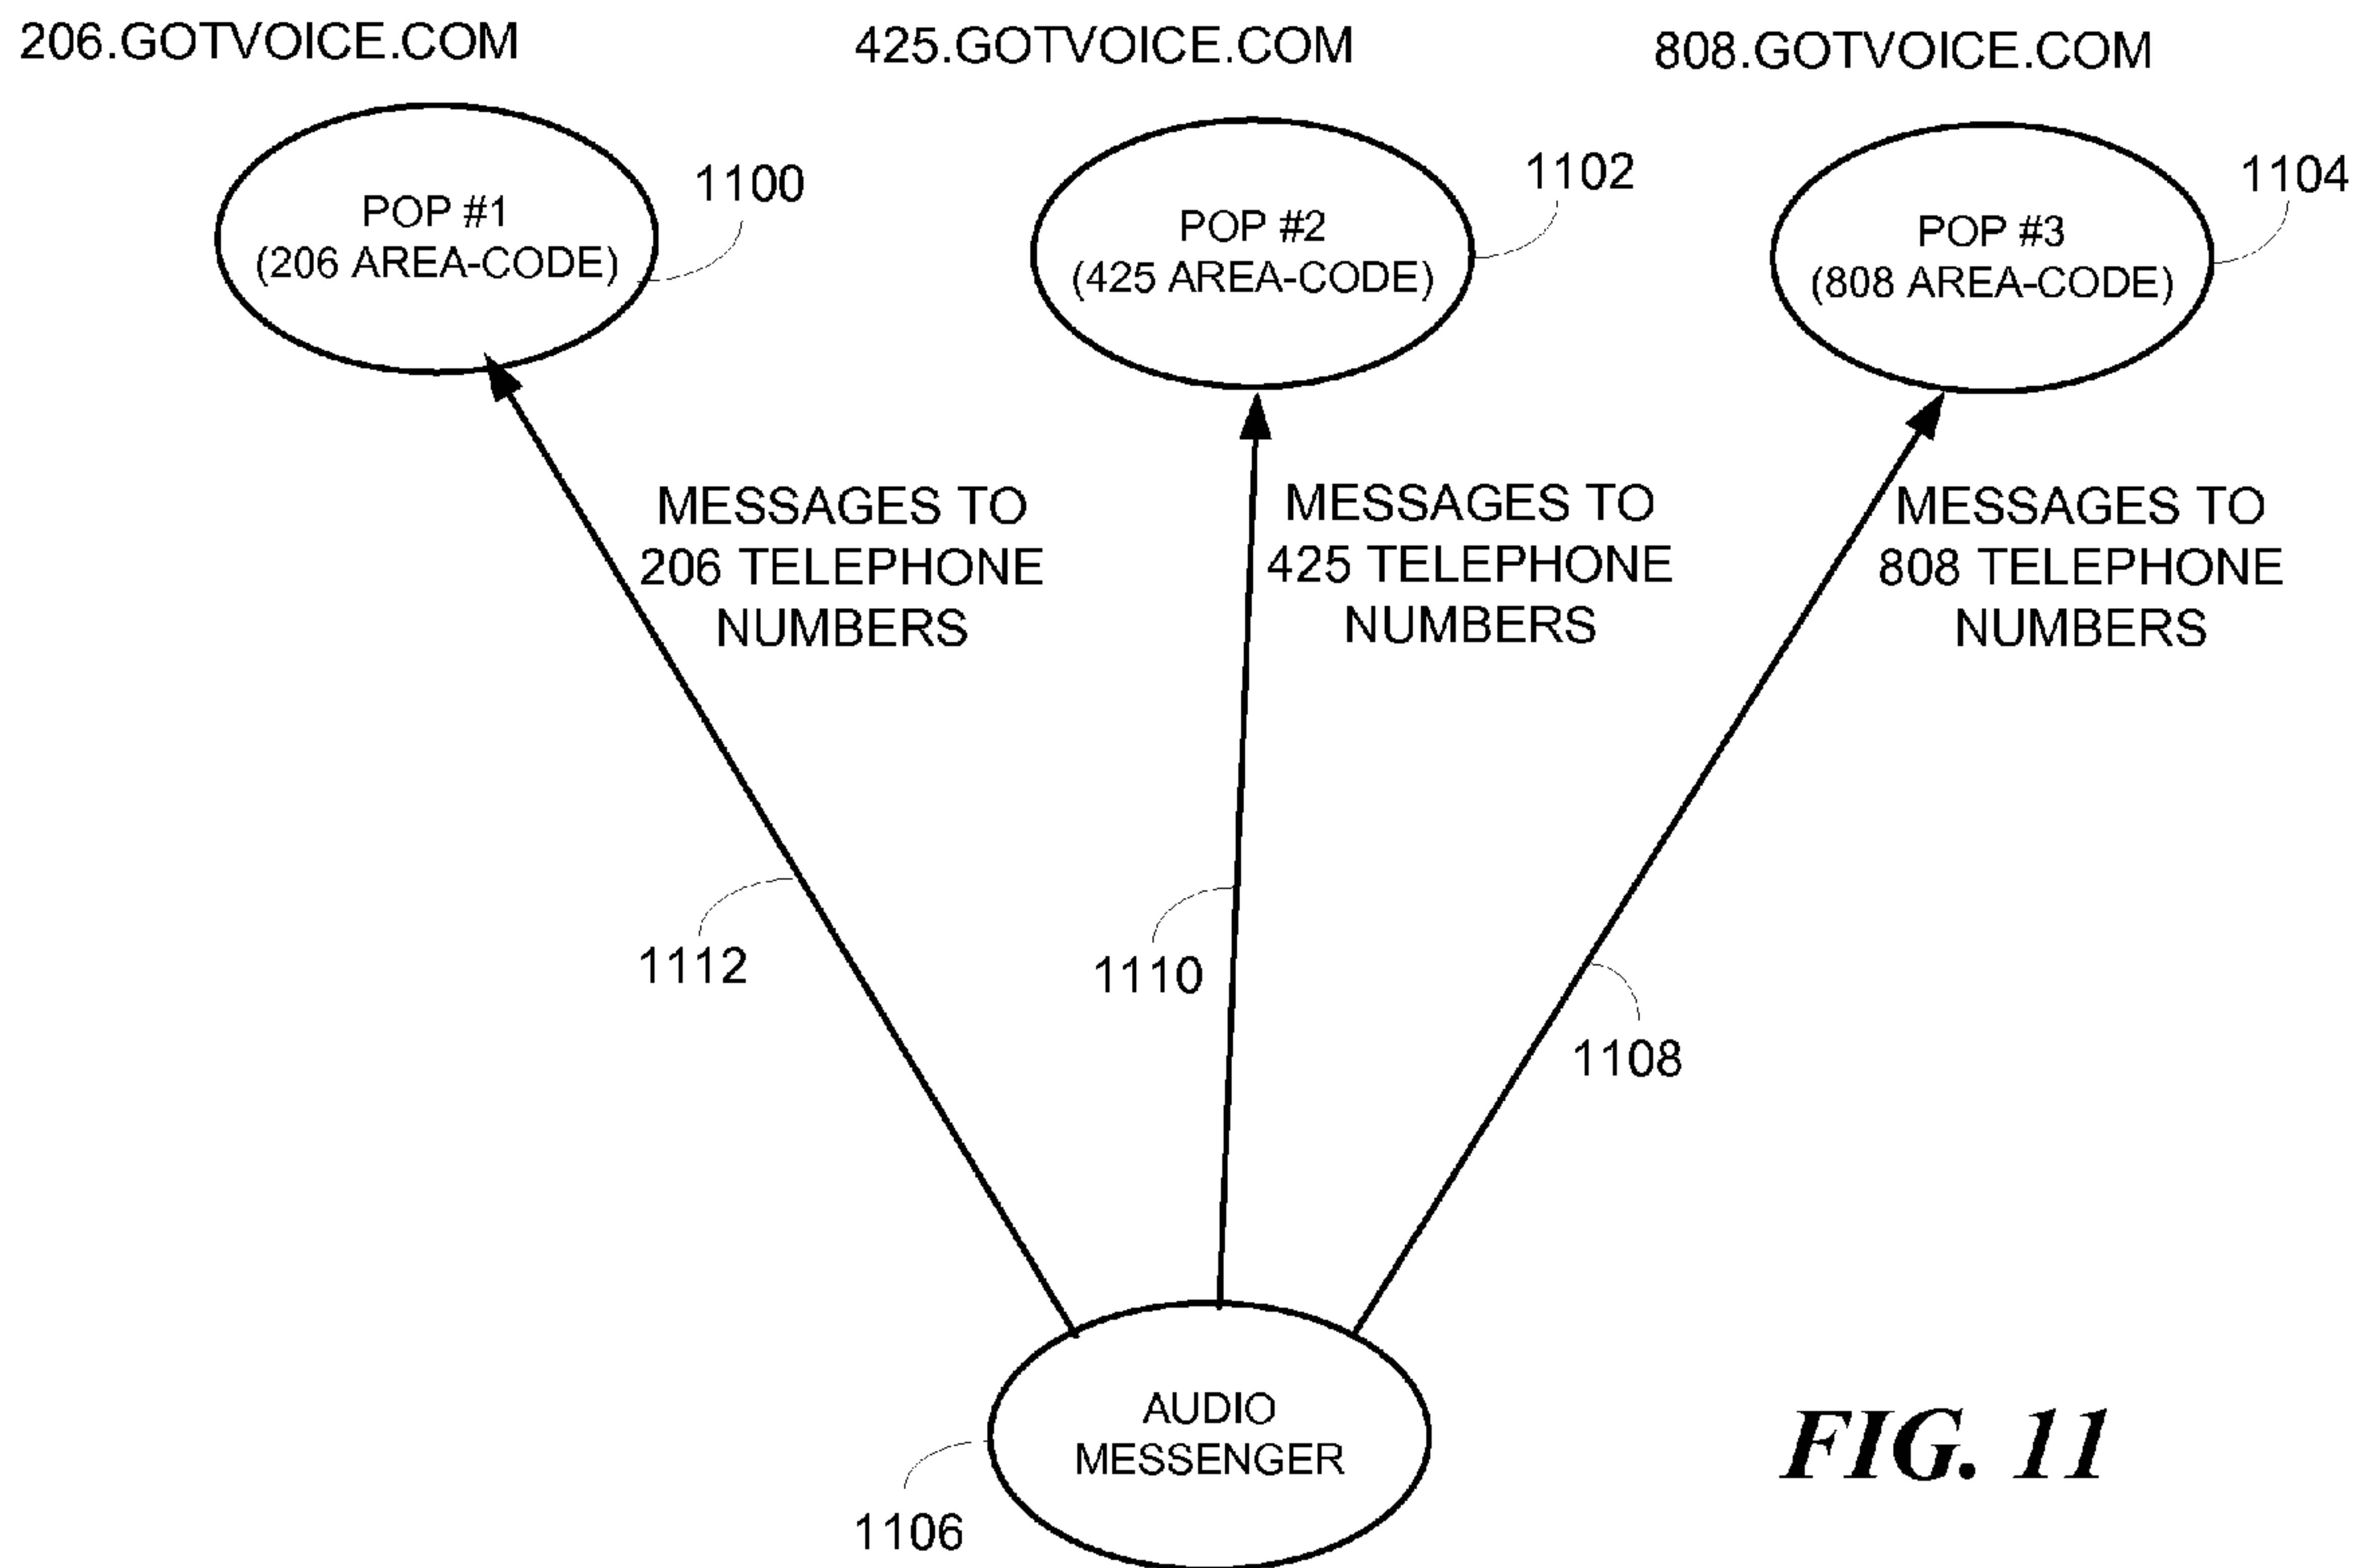 206.GOTVOICE.COM
425.GOTVOICE.COM
808.GOTVOICE.COM
POP #1
(206 AREA-CODE)
1100
POP #2
(425 AREA-CODE)
1102
POP #3
(808 AREA-CODE)
1104
MESSAGES TO
206 TELEPHONE
NUMBERS
MESSAGES TO
425 TELEPHONE
NUMBERS
MESSAGES TO
808 TELEPHONE
NUMBERS
1112
1110
1108
AUDIO
MESSENGER
1106
FIG. 11